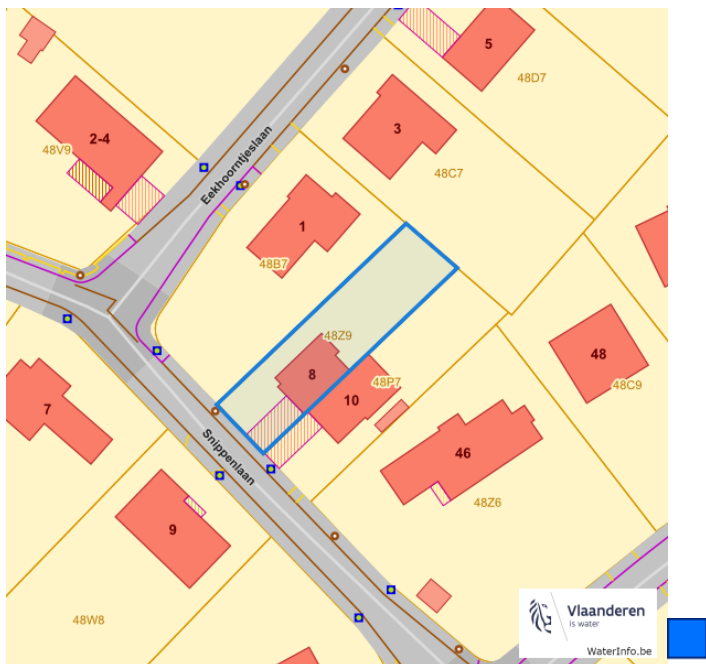 5
48D7
2-4
48V9
3
48C7
Eekhoorntjeslaan
1
48B7
48Z9
8
48P7
10
48
48C9
7
Snippenlaan
46
48Z6
9
48W8
Vlaanderen
is water
WaterInfo.be